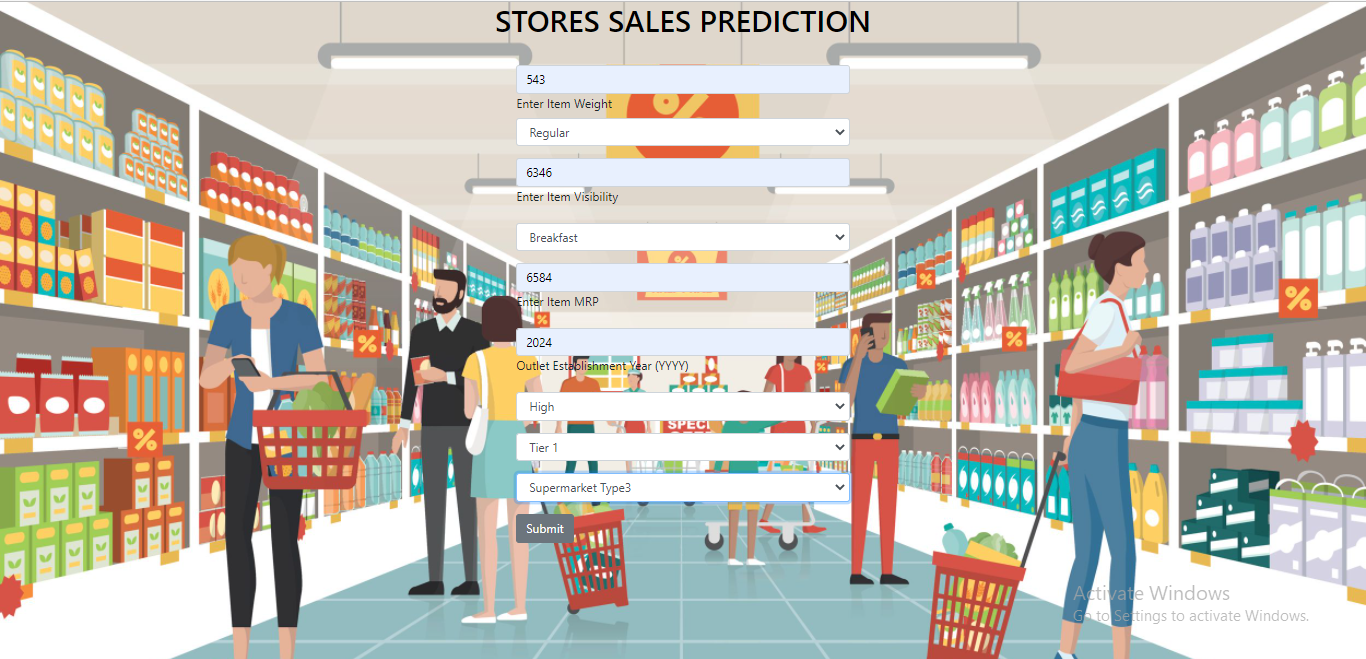 STORES SALES PREDICTION
543
Enter Item Weight
Regular
6346
Enter Item Visibility
Breakfast
6584
Enter Item MRP
%
2024
Outlet Establishment Year (YYYY)
High
SPECI
Tier 1
Supermarket Type3
Submit
Activate Windows
Go to Settings to activate Windows.